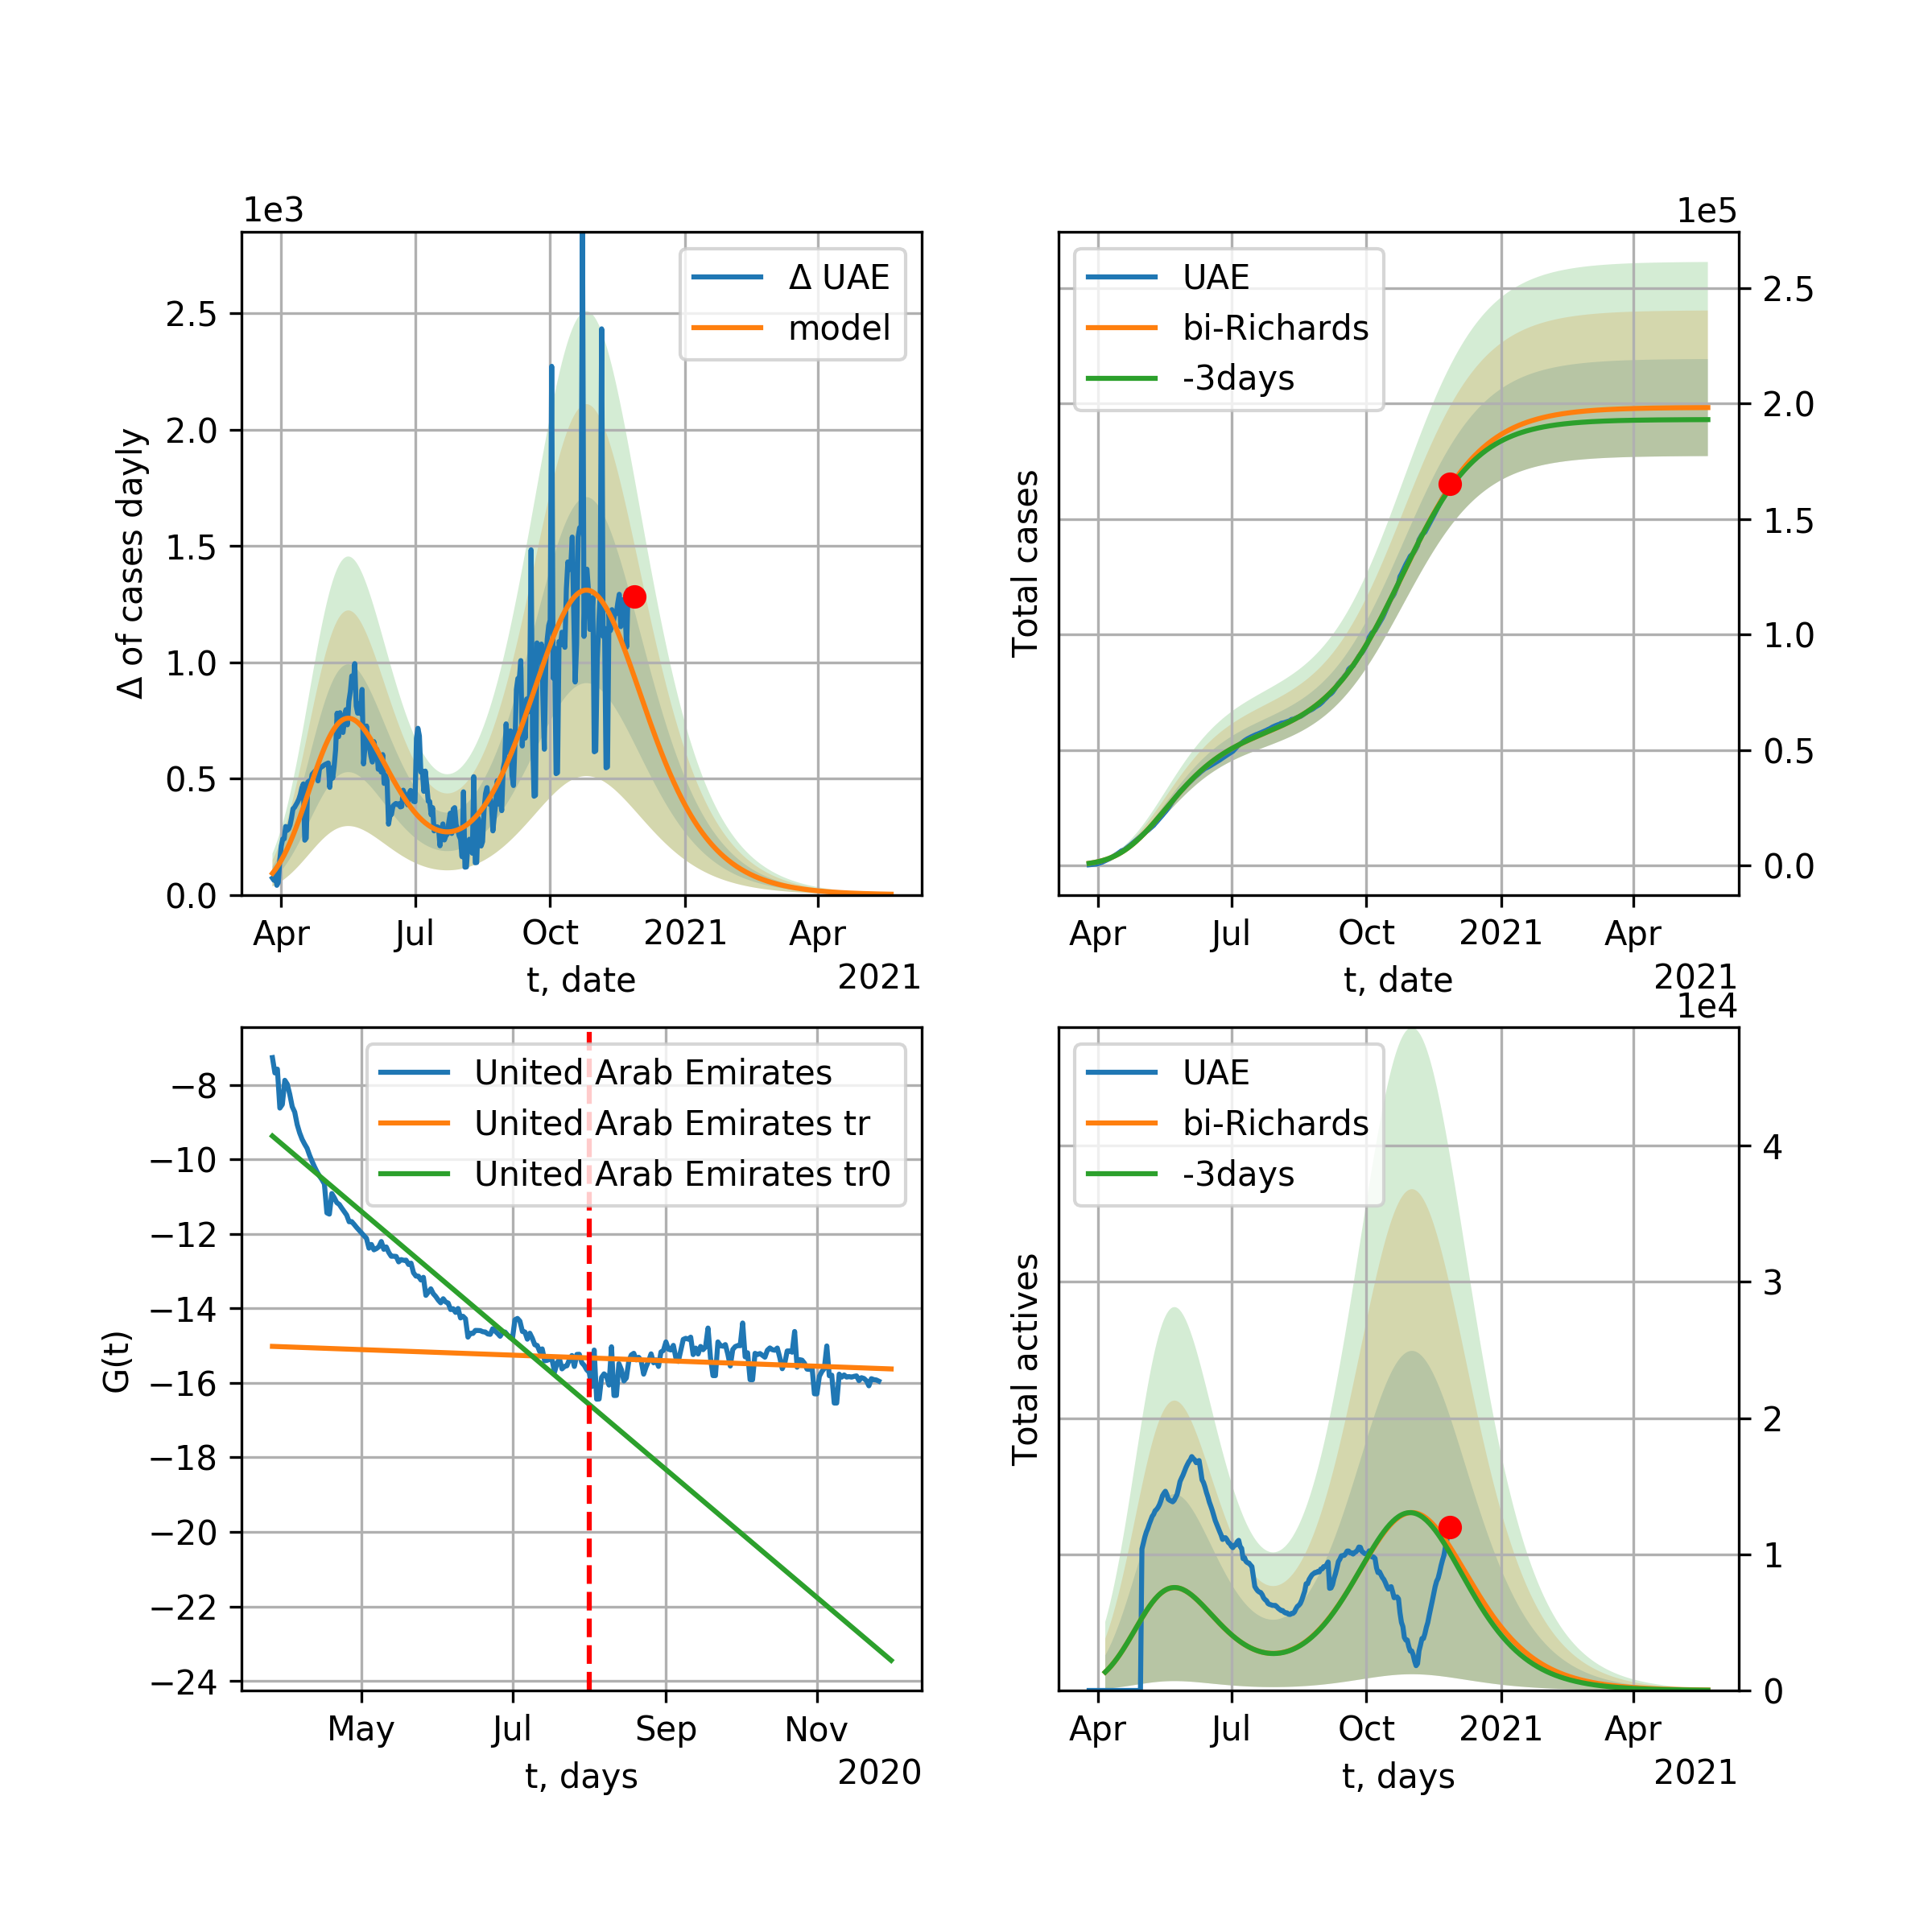 1e3
Δ of cases dayly
2.5
2.0
1.5
1.0
0.5
0.0
Δ UAE
model
Apr Jul Oct 2021 Apr
t, date
2021
1e5
Total cases
UAE
bi-Richards
-3days
2.5
2.0
1.5
1.0
0.5
0.0
Apr Jul Oct 2021 Apr
t, date
2021
G(t)
−8
−10
−12
−14
−16
−18
−20
−22
−24
United Arab Emirates
United Arab Emirates tr
United Arab Emirates tr0
May Jul Sep Nov
t, days
2020
1e4
Total actives
UAE
bi-Richards
-3days
4
3
2
1
0
Apr Jul Oct 2021 Apr
t, days
2021